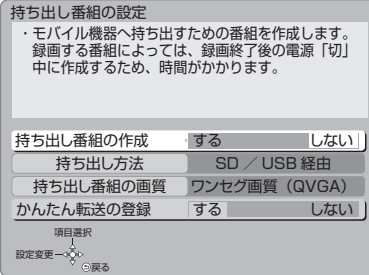 持ち出し番組の設定
・モバイル機器へ持ち出すための番組を作成します。
録画する番組によっては、録画終了後の電源「切」
中に作成するため、時間がかかります。
持ち出し番組の作成 する しない
持ち出し方法 SD ／ USB 経由
持ち出し番組の画質 ワンセグ画質（QVGA）
かんたん転送の登録 する しない
項目選択
設定変更
戻る